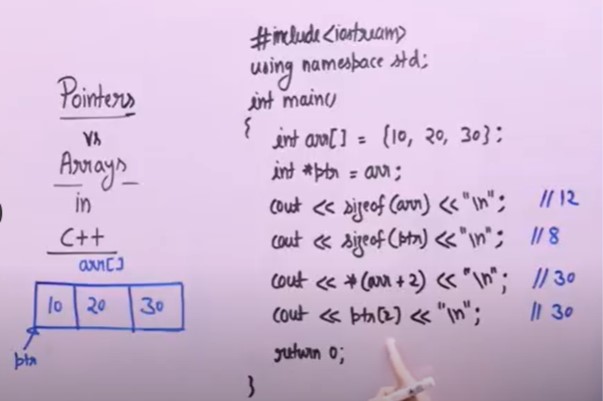 Pointers
vs
Arrays
in
C++
arr[]
10 20 30
ptr
#include<iostream>
using namespace std;
int main()
{
int arr[] = {10, 20, 30};
int *ptr = arr;
cout << sizeof(arr) <<"\n"; //12
cout << sizeof(ptr) <<"\n"; //8
cout << *(arr+2) <<"\n"; //30
cout << ptr[2] <<"\n"; // 30
return 0;
}